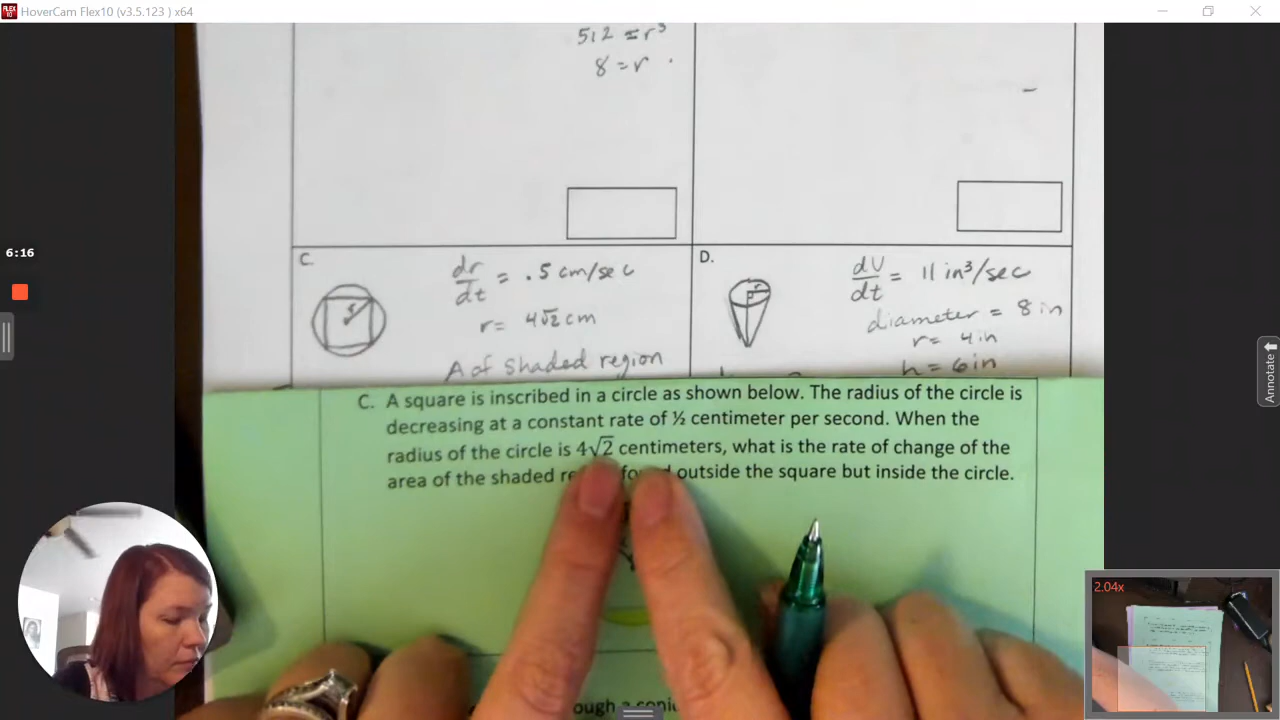 HoverCam Flex10 (v3.5.123) x64
512 = r³
8 = r
6:16
C.
dr/dt = .5 cm/sec
r = 4√2 cm
A of shaded region
r
D.
dV/dt = 11 in³/sec
diameter = 8 in
r = 4 in
h = 6 in
r
Annotate
C. A square is inscribed in a circle as shown below. The radius of the circle is
decreasing at a constant rate of ½ centimeter per second. When the
radius of the circle is 4√2 centimeters, what is the rate of change of the
area of the shaded outside the square but inside the circle.
2.04x